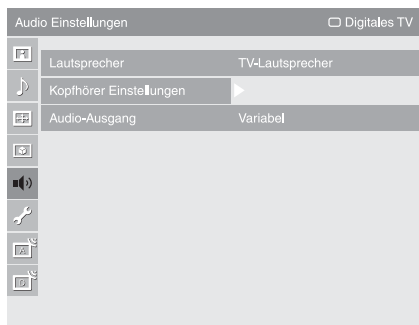 Audio Einstellungen Digitales TV
Lautsprecher TV-Lautsprecher
Kopfhörer Einstellungen
Audio-Ausgang Variabel
A
D